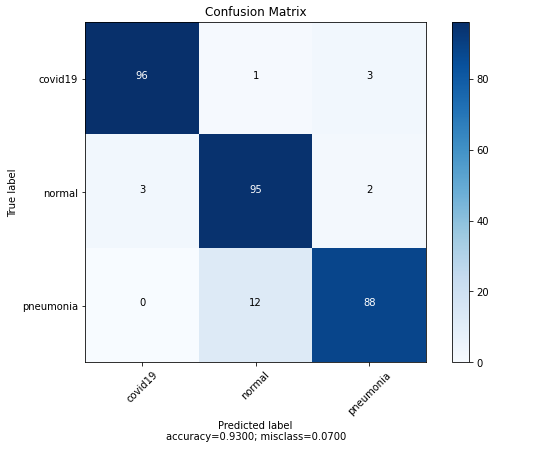 Confusion Matrix
covid19 96 1 3
normal 3 95 2
pneumonia 0 12 88
covid19 normal pneumonia
True label
Predicted label
accuracy=0.9300; misclass=0.0700
80
60
40
20
0